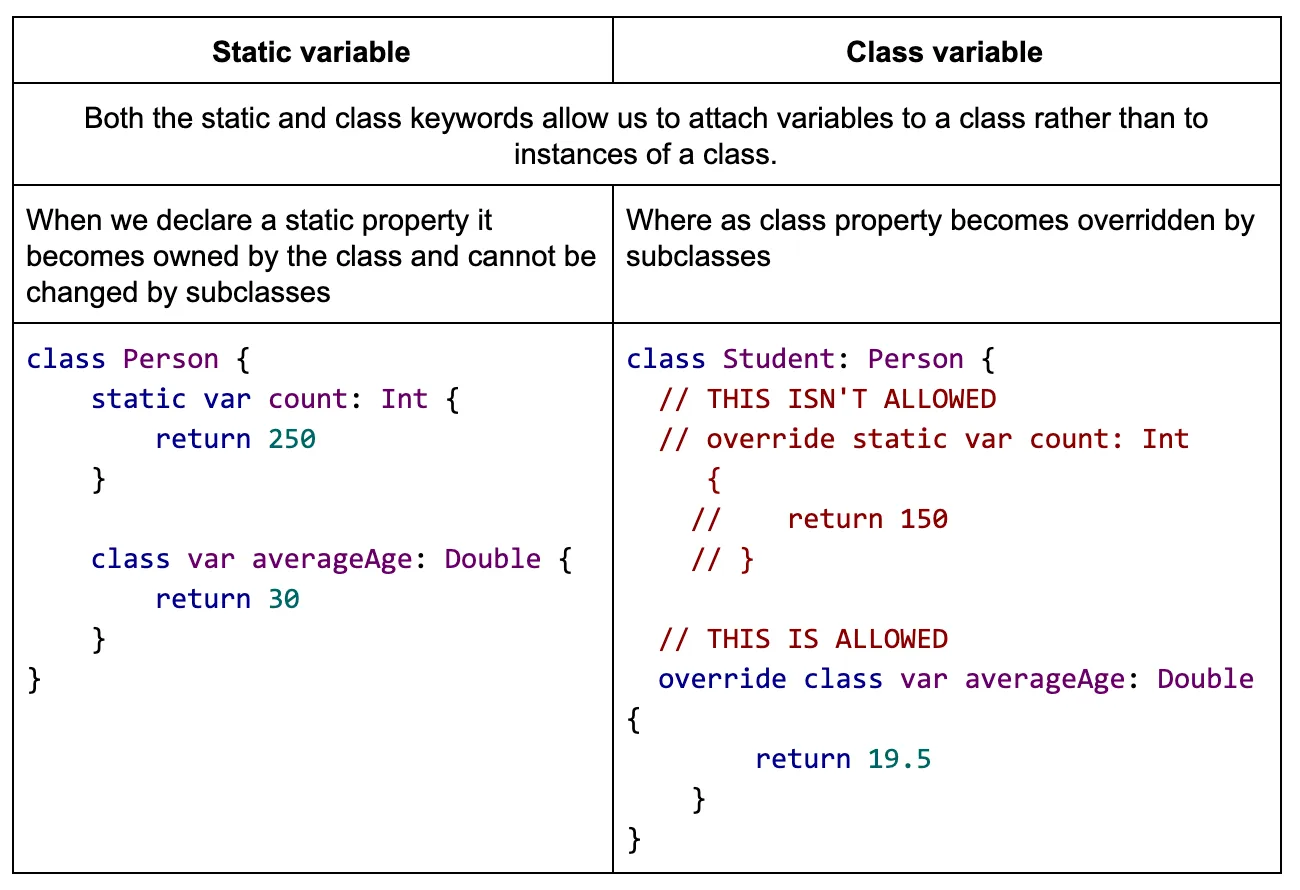 Static variable
Class variable
Both the static and class keywords allow us to attach variables to a class rather than to
instances of a class.
When we declare a static property it
becomes owned by the class and cannot be
changed by subclasses
Where as class property becomes overridden by
subclasses
class Person {
    static var count: Int {
        return 250
    }

    class var averageAge: Double {
        return 30
    }
}
class Student: Person {
  // THIS ISN'T ALLOWED
  // override static var count: Int
     {
    //    return 150
    // }

  // THIS IS ALLOWED
  override class var averageAge: Double
{
        return 19.5
    }
}